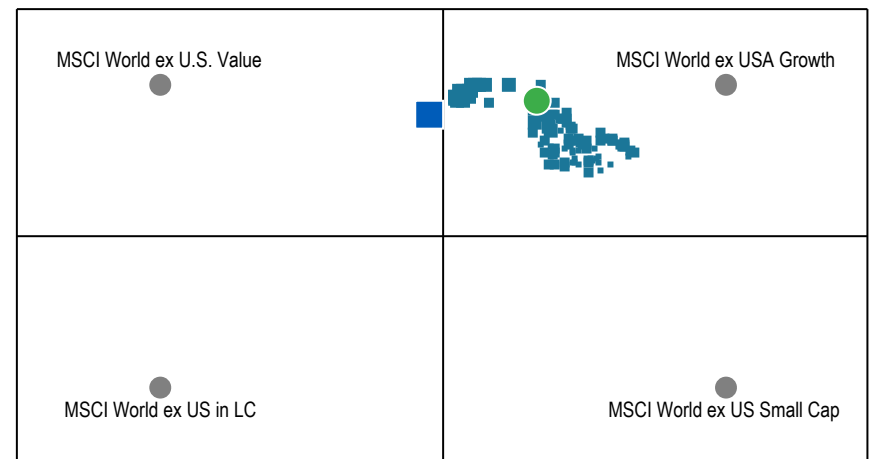 MSCI World ex U.S. Value
MSCI World ex USA Growth
MSCI World ex US in LC
MSCI World ex US Small Cap